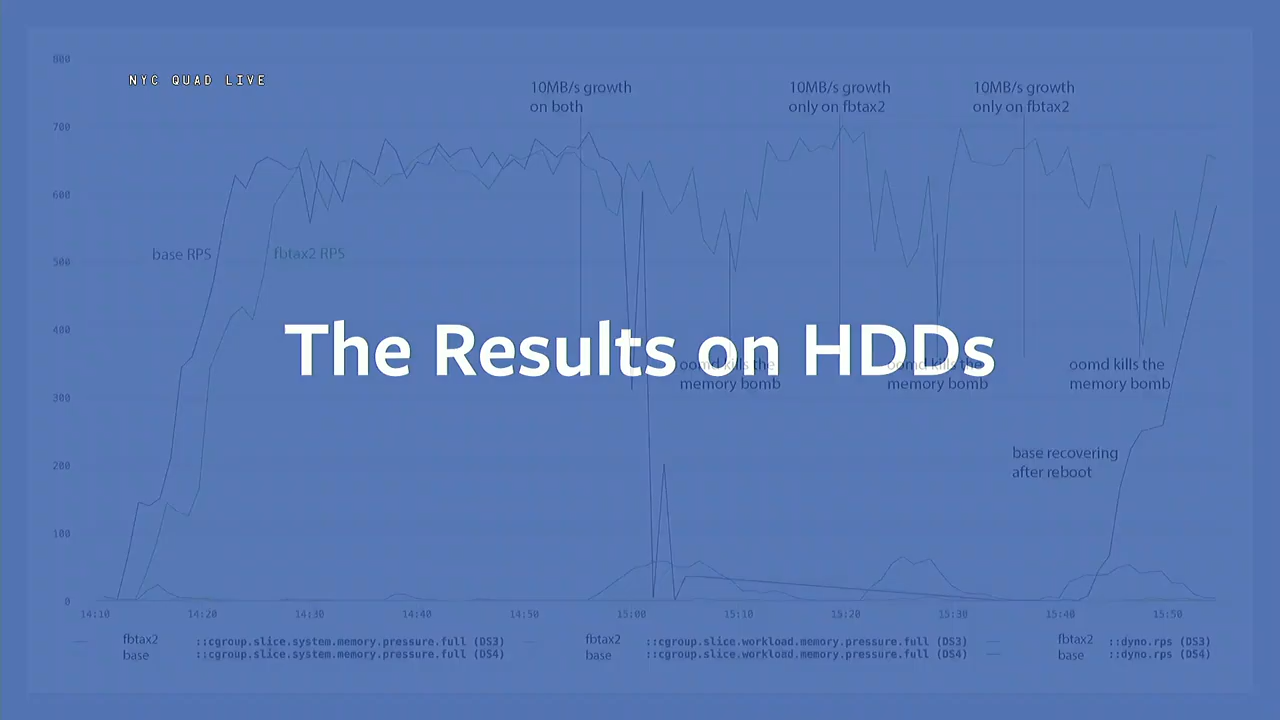 800
NYC QUAD LIVE
10MB/s growth
on both
10MB/s growth
only on fbtax2
10MB/s growth
only on fbtax2
700
600
base RPS
fbtax2 RPS
500
400
The Results on HDDs
oomd kills the
memory bomb
oomd kills the
memory bomb
oomd kills the
memory bomb
300
base recovering
after reboot
200
100
0
14:10 14:20 14:30 14:40 14:50 15:00 15:10 15:20 15:30 15:40 15:50
fbtax2 ::cgroup.slice.system.memory.pressure.full (DS3)
base ::cgroup.slice.system.memory.pressure.full (DS4)
fbtax2 ::cgroup.slice.workload.memory.pressure.full (DS3)
base ::cgroup.slice.workload.memory.pressure.full (DS4)
fbtax2 ::dyno.rps (DS3)
base ::dyno.rps (DS4)